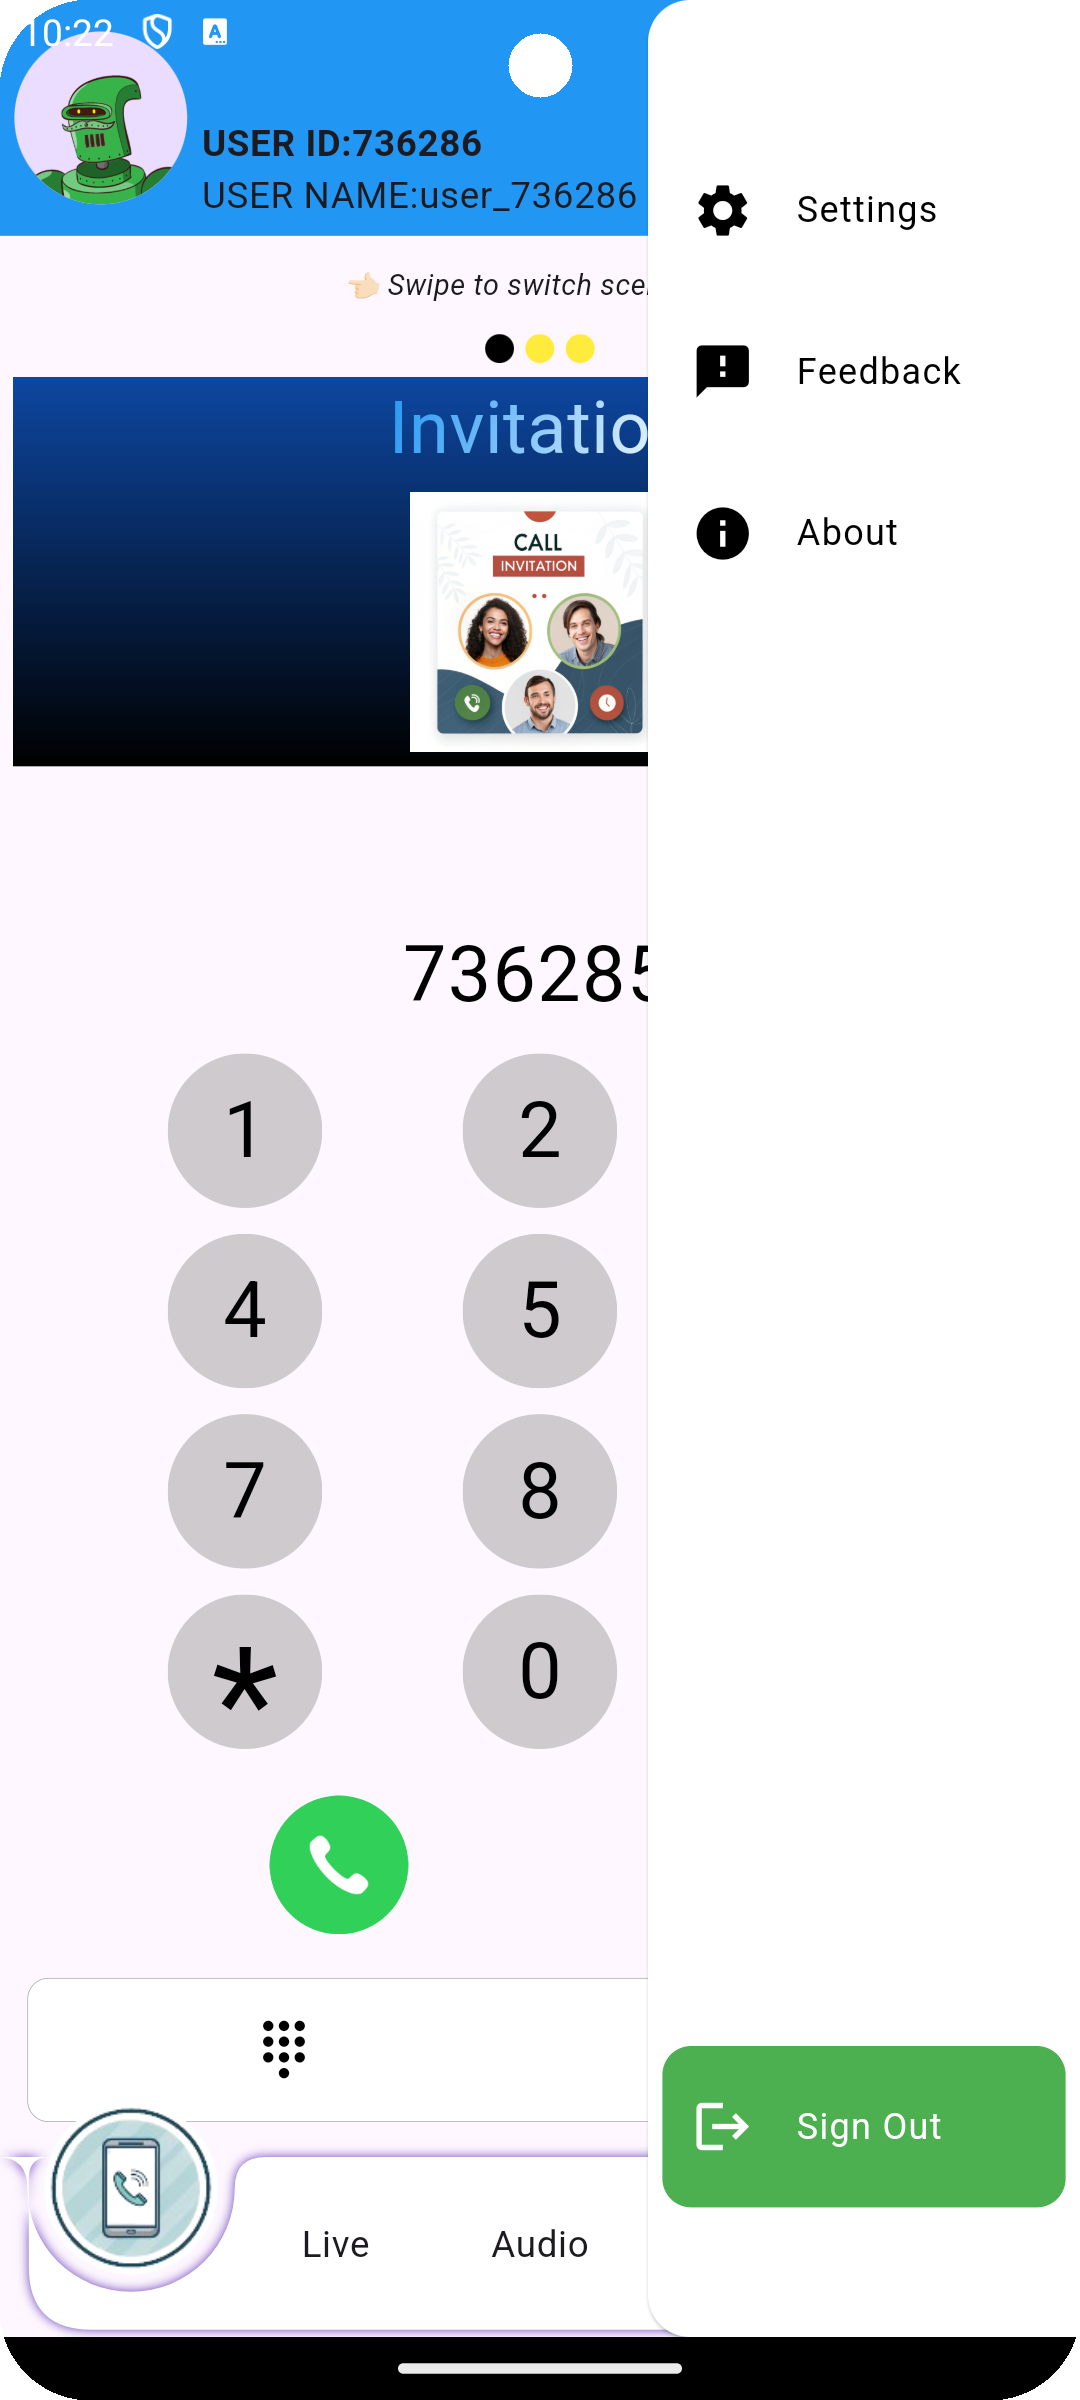 10:22
USER ID:736286
USER NAME:user_736286
👈🏻 Swipe to switch sce
Invitatio
CALL
INVITATION
736285
1
2
4
5
7
8
*
0
Live
Audio
Settings
Feedback
About
Sign Out